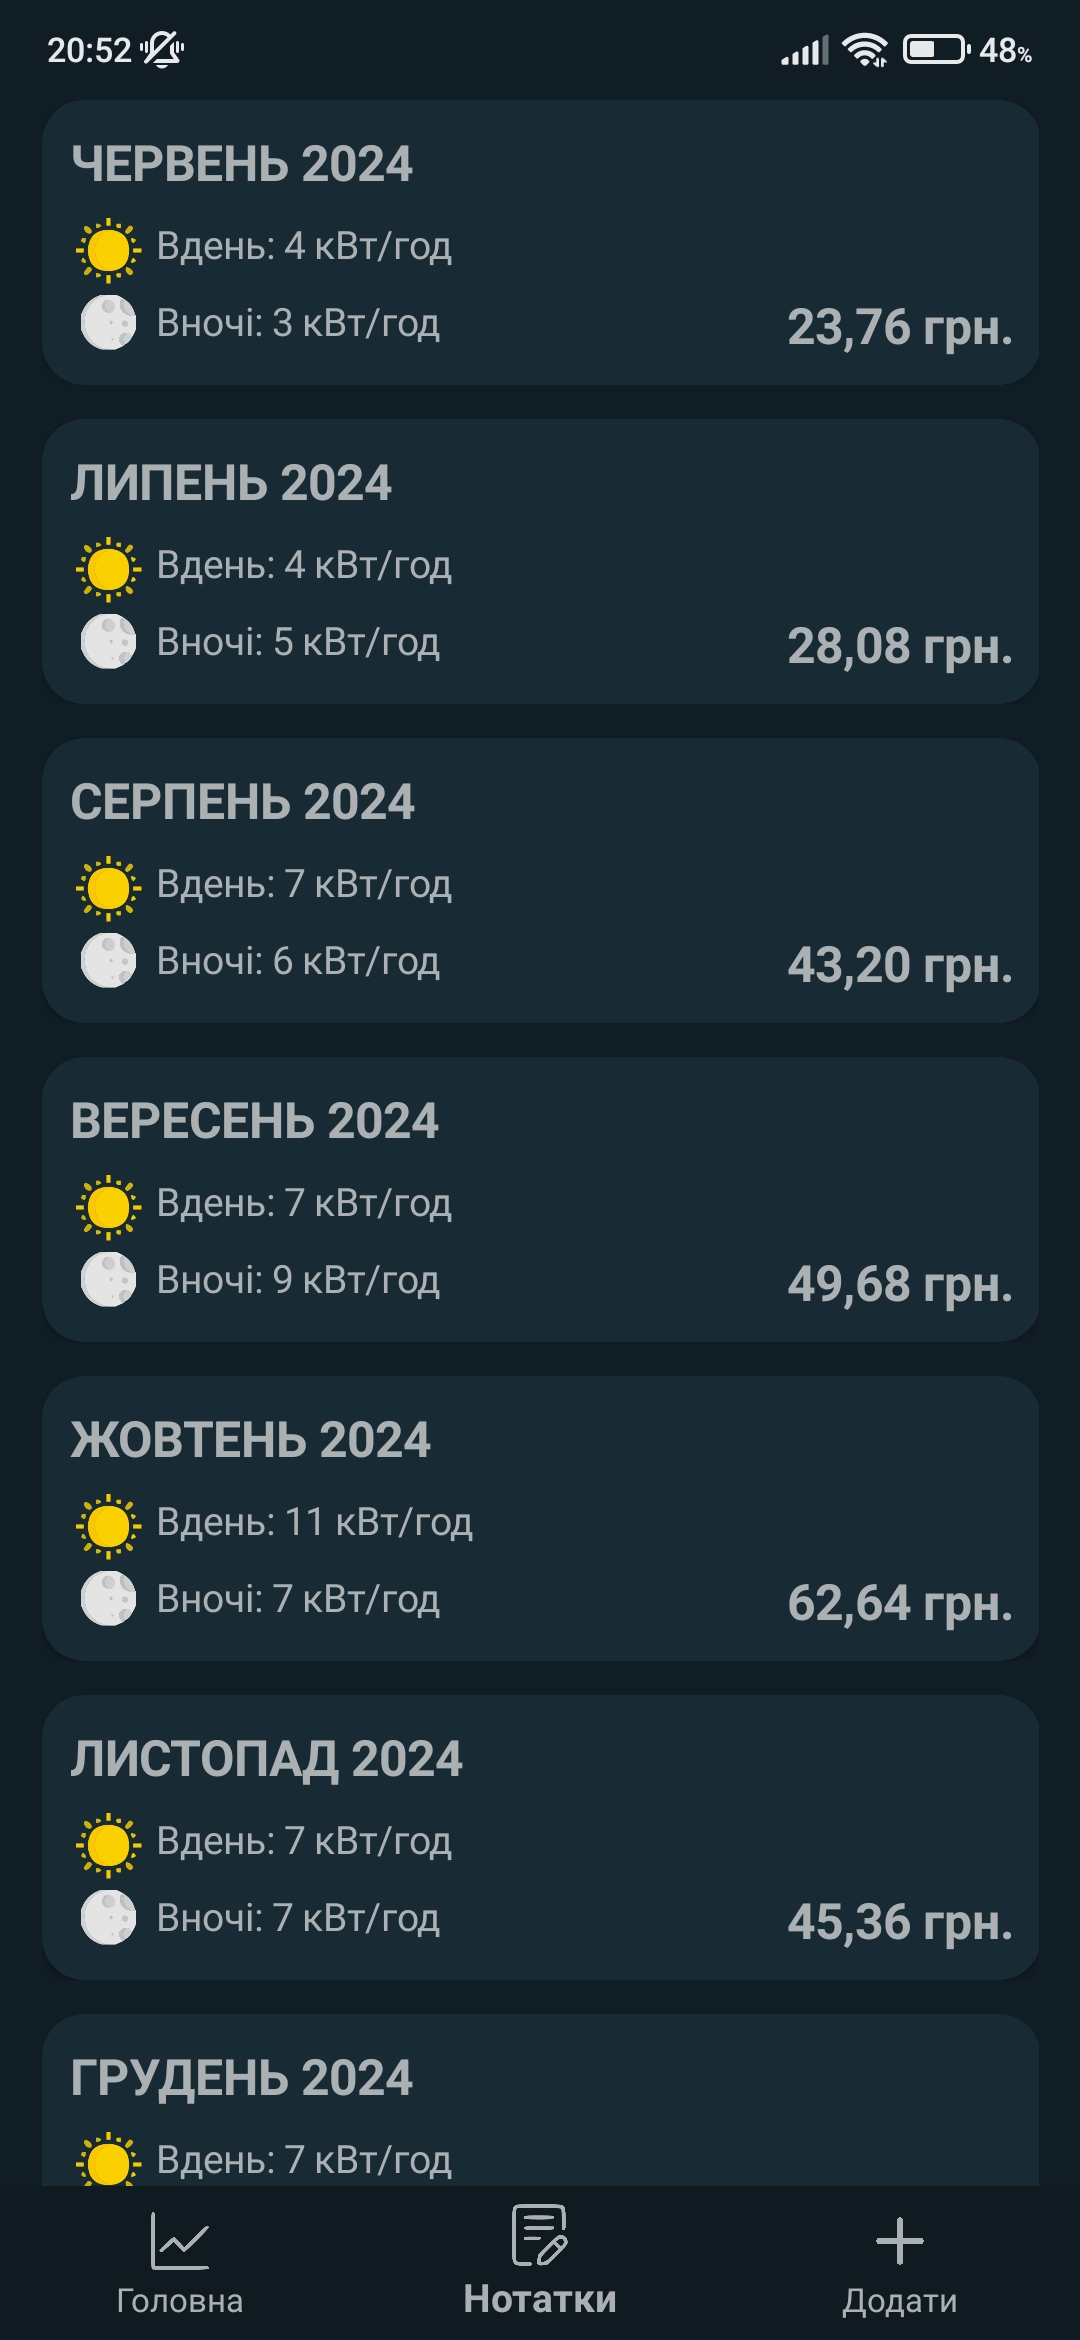 20:52 48%
ЧЕРВЕНЬ 2024
Вдень: 4 кВт/год
Вночі: 3 кВт/год
23,76 грн.
ЛИПЕНЬ 2024
Вдень: 4 кВт/год
Вночі: 5 кВт/год
28,08 грн.
СЕРПЕНЬ 2024
Вдень: 7 кВт/год
Вночі: 6 кВт/год
43,20 грн.
ВЕРЕСЕНЬ 2024
Вдень: 7 кВт/год
Вночі: 9 кВт/год
49,68 грн.
ЖОВТЕНЬ 2024
Вдень: 11 кВт/год
Вночі: 7 кВт/год
62,64 грн.
ЛИСТОПАД 2024
Вдень: 7 кВт/год
Вночі: 7 кВт/год
45,36 грн.
ГРУДЕНЬ 2024
Вдень: 7 кВт/год
Головна Нотатки Додати